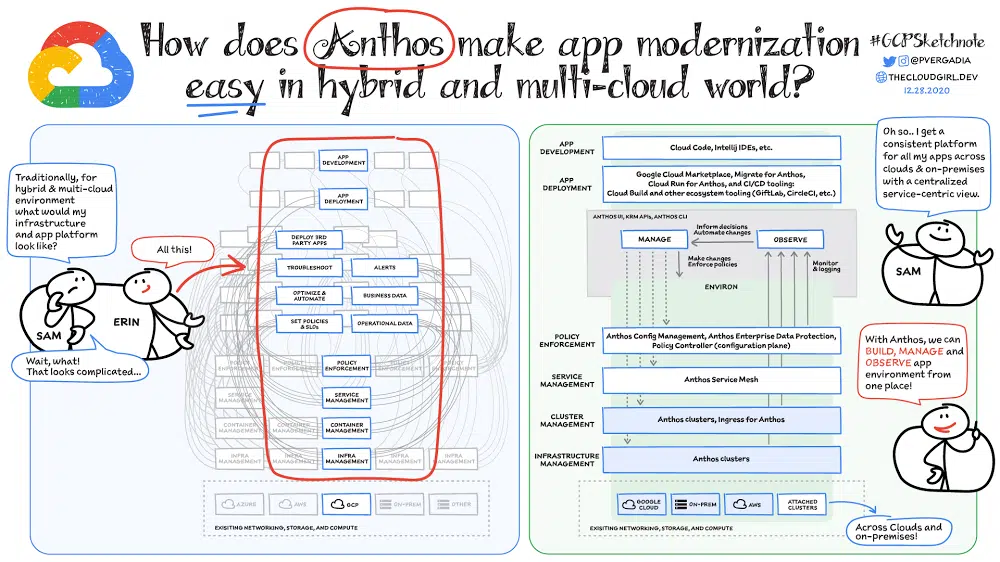 How does Anthos make app modernization
easy in hybrid and multi-cloud world?
#GCPSketchnote
@PVERGADIA
THECLOUDGIRL.DEV
12.28.2020
Traditionally, for
hybrid & multi-cloud
environment
what would my
infrastructure
and app platform
look like?
All this!
SAM
ERIN
Wait, what!
That looks complicated...
APP
DEVELOPMENT
APP
DEPLOYMENT
DEPLOY 3RD
PARTY APPS
TROUBLESHOOT
ALERTS
OPTIMIZE &
AUTOMATE
BUSINESS DATA
SET POLICIES
& SLOs
OPERATIONAL DATA
POLICY
ENFORCEMENT
POLICY
ENFORCEMENT
POLICY
ENFORCEMENT
POLICY
ENFORCEMENT
POLICY
ENFORCEMENT
SERVICE
MANAGEMENT
SERVICE
MANAGEMENT
CONTAINER
MANAGEMENT
CONTAINER
MANAGEMENT
CONTAINER
MANAGEMENT
INFRA
MANAGEMENT
INFRA
MANAGEMENT
INFRA
MANAGEMENT
INFRA
MANAGEMENT
INFRA
MANAGEMENT
AZURE
AWS
GCP
ON-PREM
OTHER
EXISITING NETWORKING, STORAGE, AND COMPUTE
APP
DEVELOPMENT
Cloud Code, Intellij IDEs, etc.
APP
DEPLOYMENT
Google Cloud Marketplace, Migrate for Anthos,
Cloud Run for Anthos, and CI/CD tooling:
Cloud Build and other ecosystem tooling (GiftLab, CircleCI, etc.)
ANTHOS UI, KRM APIs, ANTHOS CLI
MANAGE
Inform decisions
Automate changes
OBSERVE
Make changes
Enforce policies
Monitor
& logging
ENVIRON
POLICY
ENFORCEMENT
Anthos Config Management, Anthos Enterprise Data Protection,
Policy Controller (configuration plane)
SERVICE
MANAGEMENT
Anthos Service Mesh
CLUSTER
MANAGEMENT
Anthos clusters, Ingress for Anthos
INFRASTRUCTURE
MANAGEMENT
Anthos clusters
GOOGLE
CLOUD
ON-PREM
AWS
ATTACHED
CLUSTERS
EXISITING NETWORKING, STORAGE, AND COMPUTE
Across Clouds and
on-premises!
Oh so.. I get a
consistent platform
for all my apps across
clouds & on-premises
with a centralized
service-centric view.
SAM
With Anthos, we can
BUILD, MANAGE and
OBSERVE app
environment from
one place!